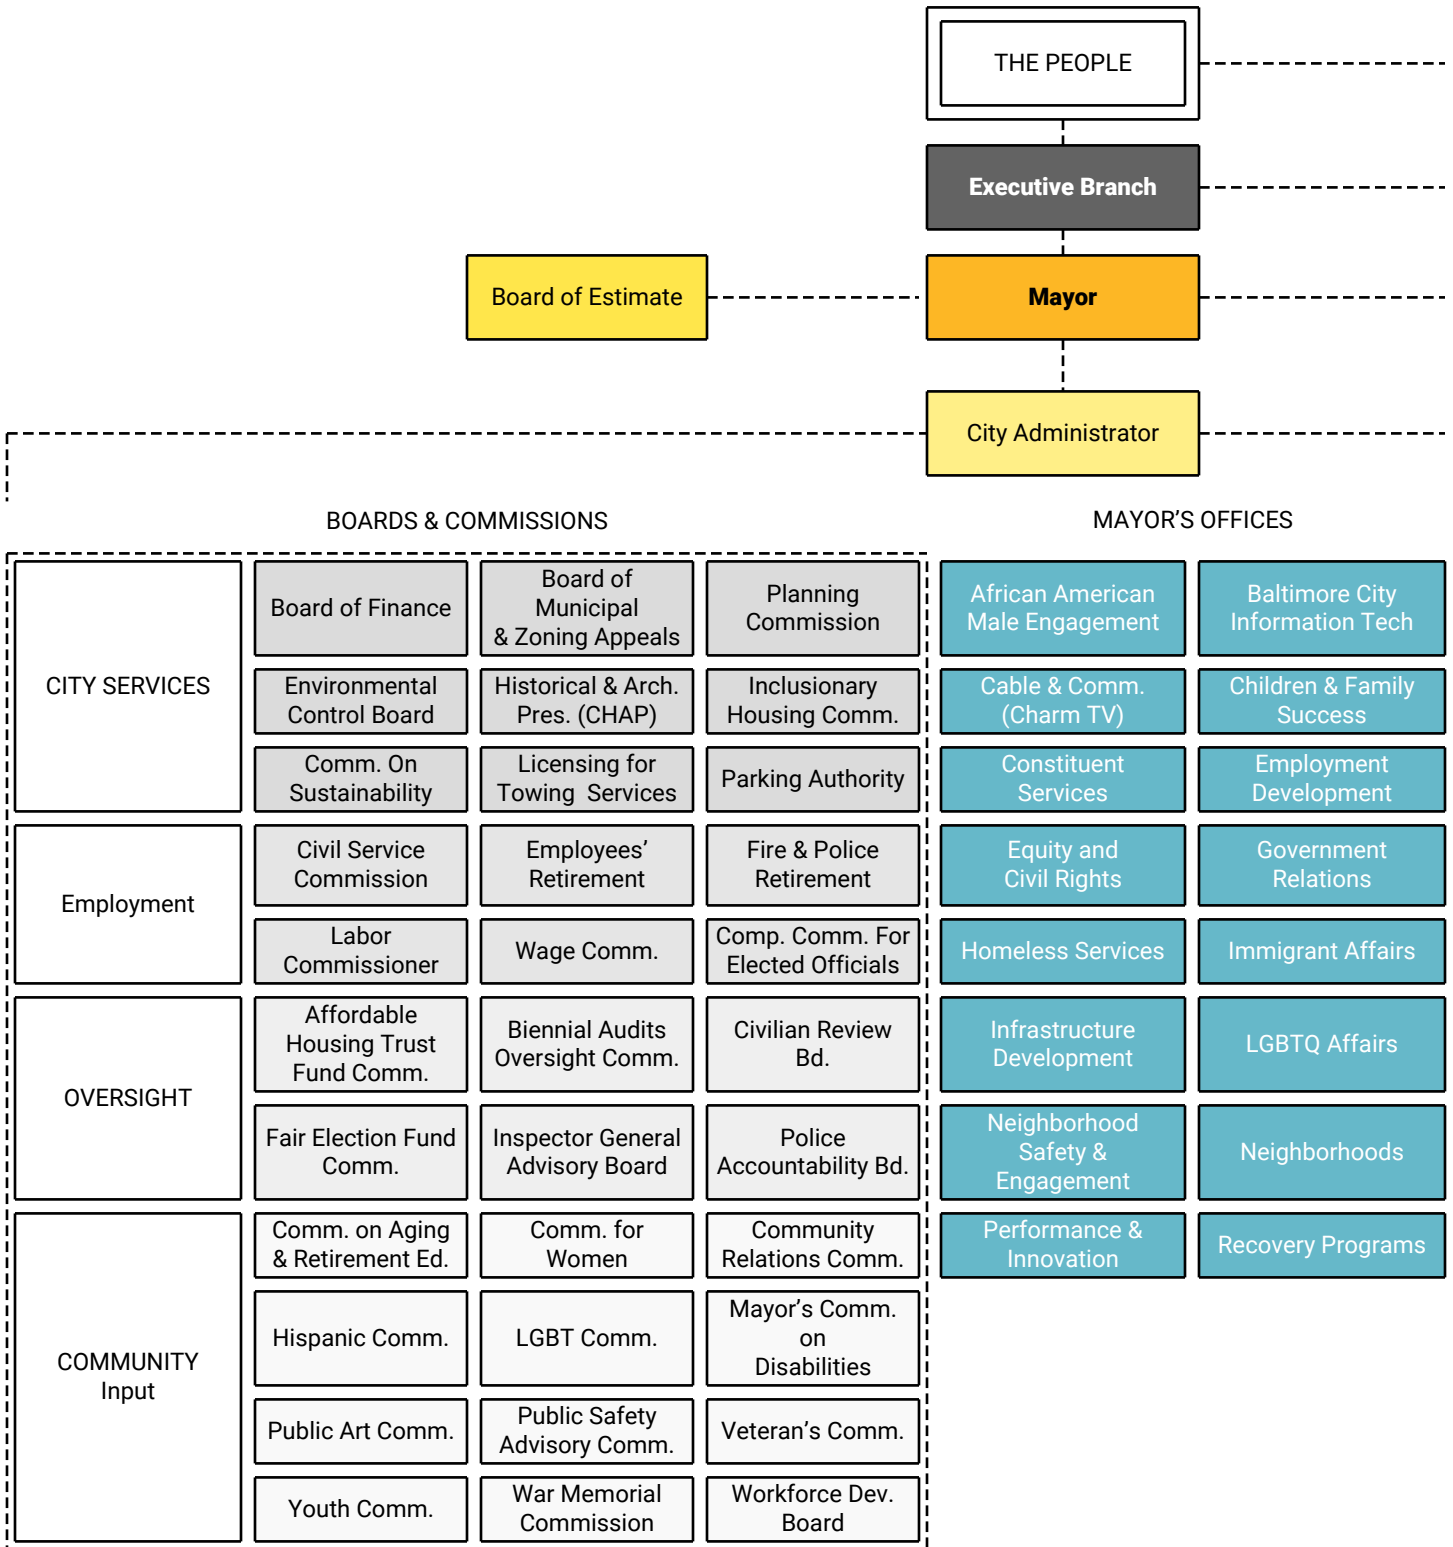 THE PEOPLE
Executive Branch
Board of Estimate
Mayor
City Administrator
BOARDS & COMMISSIONS
MAYOR'S OFFICES
CITY SERVICES
Board of Finance
Board of
Municipal
& Zoning Appeals
Planning
Commission
Environmental
Control Board
Historical & Arch.
Pres. (CHAP)
Inclusionary
Housing Comm.
Comm. On
Sustainability
Licensing for
Towing Services
Parking Authority
Employment
Civil Service
Commission
Employees'
Retirement
Fire & Police
Retirement
Labor
Commissioner
Wage Comm.
Comp. Comm. For
Elected Officials
OVERSIGHT
Affordable
Housing Trust
Fund Comm.
Biennial Audits
Oversight Comm.
Civilian Review
Bd.
Fair Election Fund
Comm.
Inspector General
Advisory Board
Police
Accountability Bd.
COMMUNITY
Input
Comm. on Aging
& Retirement Ed.
Comm. for
Women
Community
Relations Comm.
Hispanic Comm.
LGBT Comm.
Mayor's Comm.
on
Disabilities
Public Art Comm.
Public Safety
Advisory Comm.
Veteran's Comm.
Youth Comm.
War Memorial
Commission
Workforce Dev.
Board
African American
Male Engagement
Baltimore City
Information Tech
Cable & Comm.
(Charm TV)
Children & Family
Success
Constituent
Services
Employment
Development
Equity and
Civil Rights
Government
Relations
Homeless Services
Immigrant Affairs
Infrastructure
Development
LGBTQ Affairs
Neighborhood
Safety &
Engagement
Neighborhoods
Performance &
Innovation
Recovery Programs